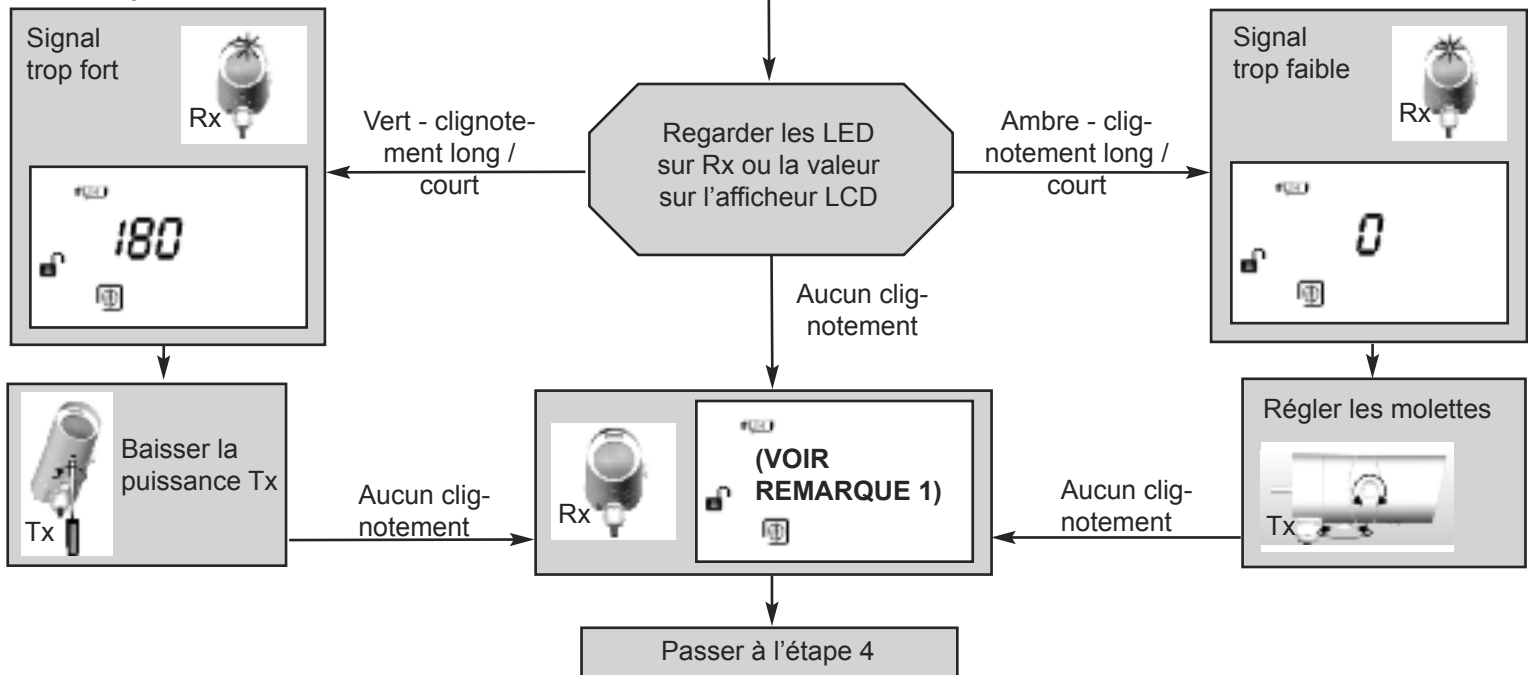 Signal
trop fort
Rx
180
Vert - clignote-
ment long /
court
Regarder les LED
sur Rx ou la valeur
sur l’afficheur LCD
Ambre - clig-
notement long /
court
Signal
trop faible
Rx
0
Aucun clig-
notement
Baisser la
puissance Tx
Tx
Aucun clig-
notement
Rx
(VOIR
REMARQUE 1)
Aucun clig-
notement
Régler les molettes
Tx
Passer à l’étape 4